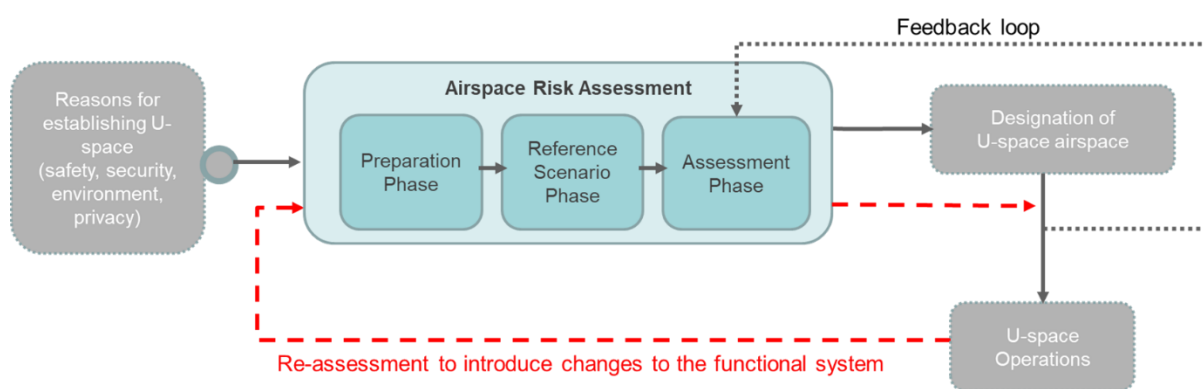 Feedback loop
Reasons for
establishing U-
space
(safety, security,
environment,
privacy)
Airspace Risk Assessment
Preparation
Phase
Reference
Scenario
Phase
Assessment
Phase
Designation of
U-space airspace
U-space
Operations
Re-assessment to introduce changes to the functional system